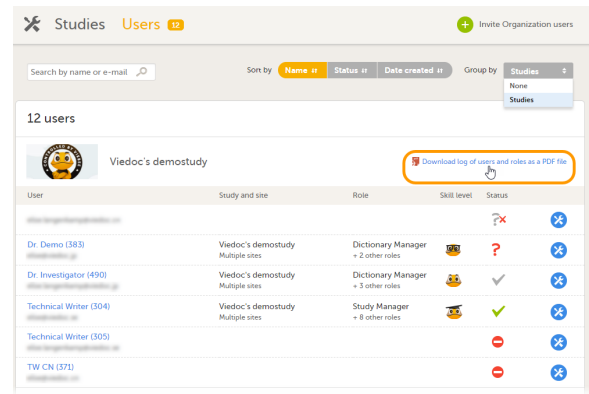 Studies Users 12 Invite Organization users
Search by name or e-mail Sort by Name Status Date created Group by Studies
None
Studies
12 users
Viedoc's demostudy Download log of users and roles as a PDF file
User Study and site Role Skill level Status
Dr. Demo (383) Viedoc's demostudy Dictionary Manager
Multiple sites + 2 other roles
Dr. Investigator (490) Viedoc's demostudy Dictionary Manager
Multiple sites + 3 other roles
Technical Writer (304) Viedoc's demostudy Study Manager
Multiple sites + 8 other roles
Technical Writer (305)
TW CN (371)